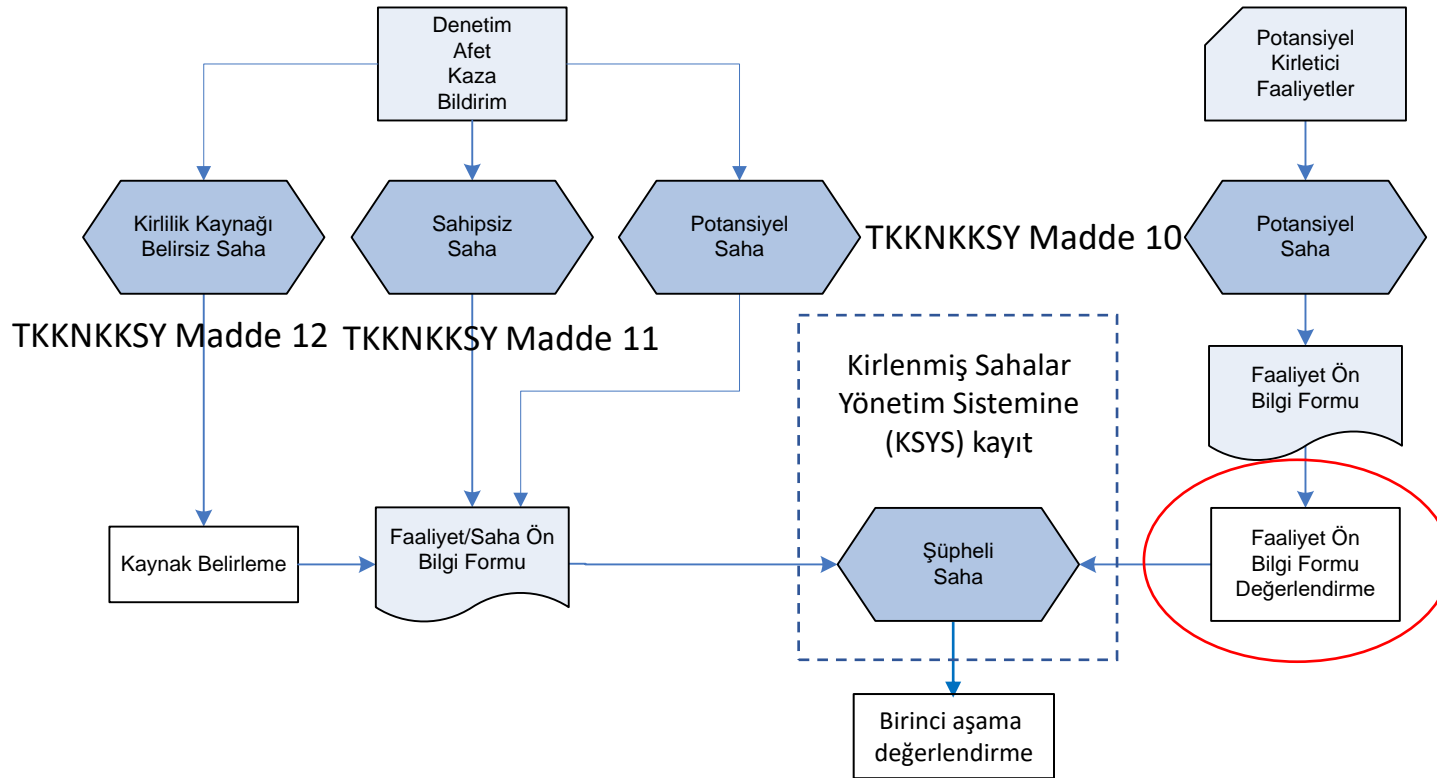 Denetim
Afet
Kaza
Bildirim
Potansiyel
Kirletici
Faaliyetler
Kirlilik Kaynağı
Belirsiz Saha
Sahipsiz
Saha
Potansiyel
Saha
TKKNKKSY Madde 10
Potansiyel
Saha
TKKNKKSY Madde 12
TKKNKKSY Madde 11
Kirlenmiş Sahalar
Yönetim Sistemine
(KSYS) kayıt
Faaliyet Ön
Bilgi Formu
Kaynak Belirleme
Faaliyet/Saha Ön
Bilgi Formu
Şüpheli
Saha
Faaliyet Ön
Bilgi Formu
Değerlendirme
Birinci aşama
değerlendirme